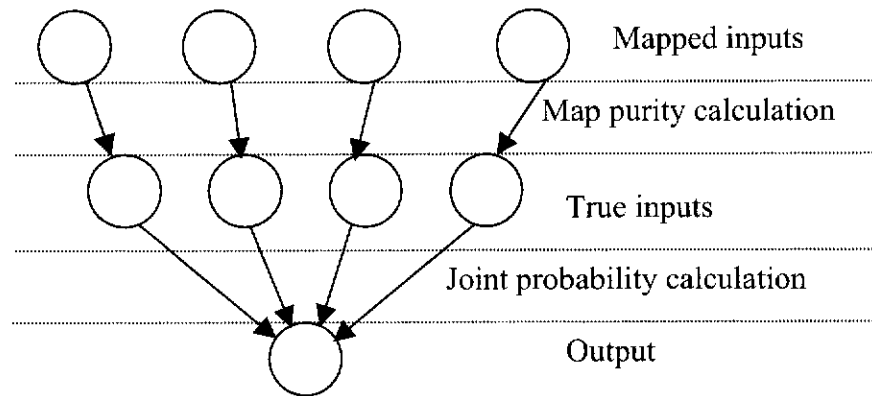 Mapped inputs
Map purity calculation
True inputs
Joint probability calculation
Output